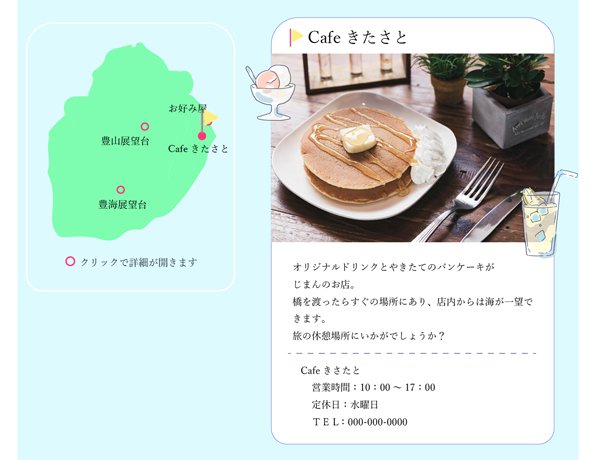 お好み屋
豊山展望台
Cafe きたさと
豊海展望台
クリックで詳細が開きます
Cafe きたさと
オリジナルドリンクとやきたてのパンケーキが
じまんのお店。
橋を渡ったらすぐの場所にあり、店内からは海が一望で
きます。
旅の休憩場所にいかがでしょうか？
Cafe きさたと
営業時間：10：00 ～ 17：00
定休日：水曜日
ＴＥＬ：000-000-0000